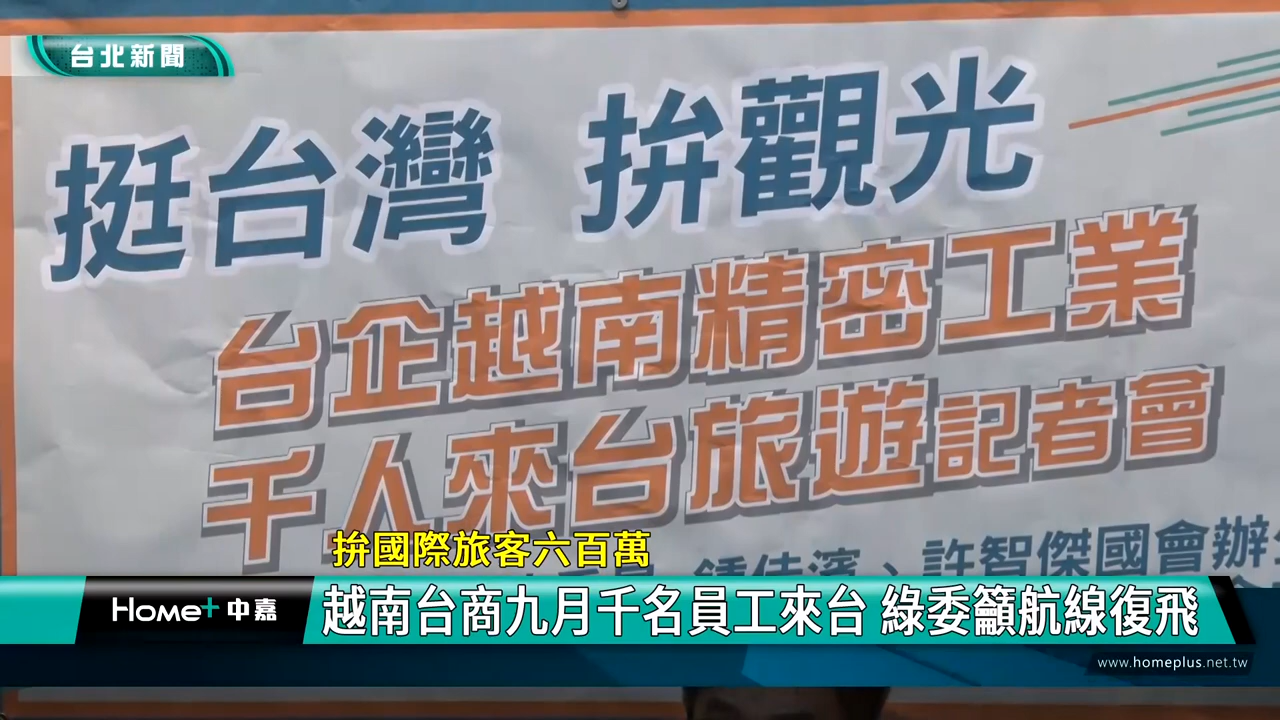 台北新聞
挺台灣 拚觀光
台企越南精密工業
千人來台旅遊記者會
鍾佳濱、許智傑國會辦
拚國際旅客六百萬
Home+中嘉
越南台商九月千名員工來台 綠委籲航線復飛
www.homeplus.net.tw